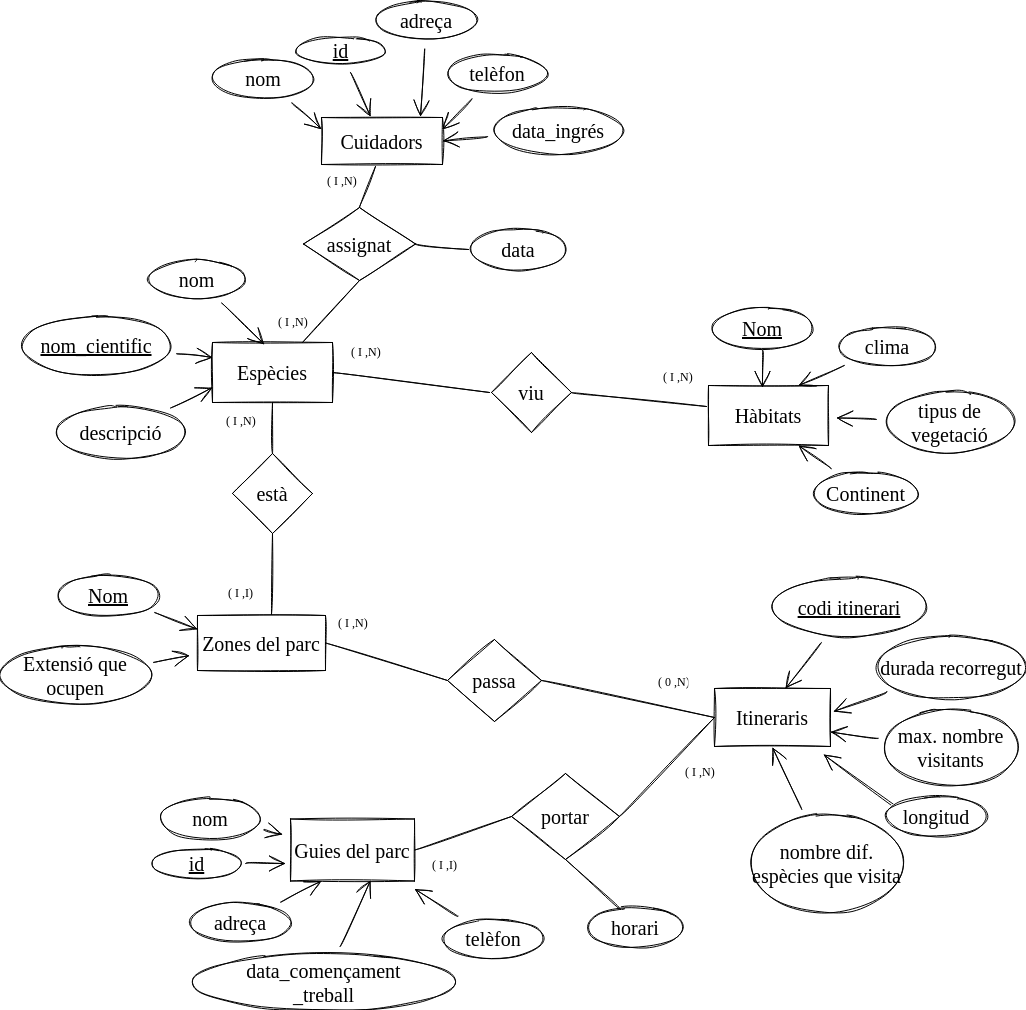 adreça
id
telèfon
nom
data_ingrés
Cuidadors
( I ,N)
assignat
data
nom
( I ,N)
Nom
nom_cientific
clima
( I ,N)
Espècies
( I ,N)
viu
Hàbitats
tipus de
vegetació
descripció
( I ,N)
està
Continent
Nom
( I ,I)
codi itinerari
( I ,N)
Zones del parc
Extensió que
ocupen
durada recorregut
passa
( 0 ,N)
Itineraris
max. nombre
visitants
( I ,N)
nom
portar
longitud
Guies del parc
id
( I ,I)
nombre dif.
espècies que visita
adreça
horari
telèfon
data_començament
_treball